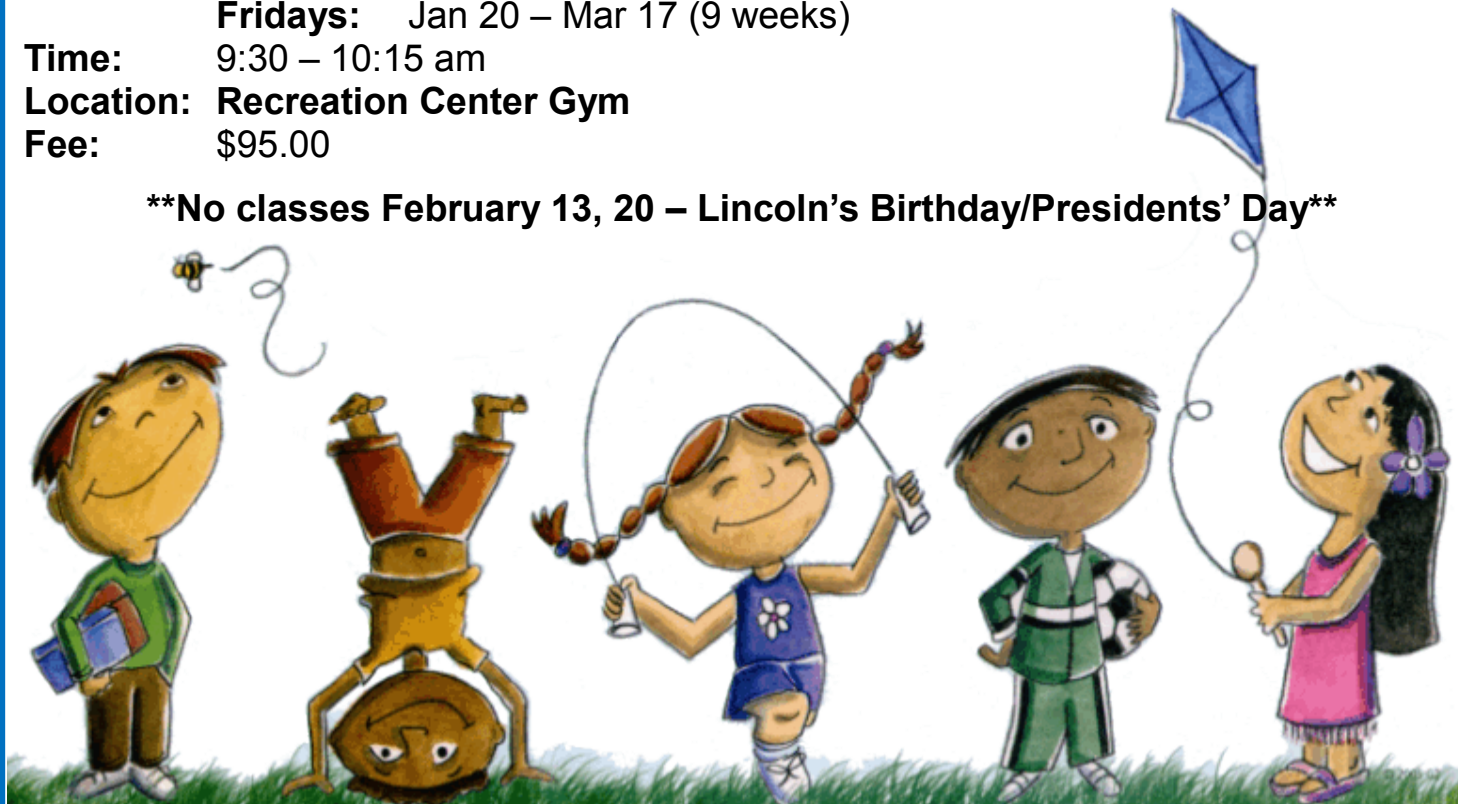 Fridays: Jan 20 – Mar 17 (9 weeks)
Time: 9:30 – 10:15 am
Location: Recreation Center Gym
Fee: $95.00
**No classes February 13, 20 – Lincoln’s Birthday/Presidents’ Day**